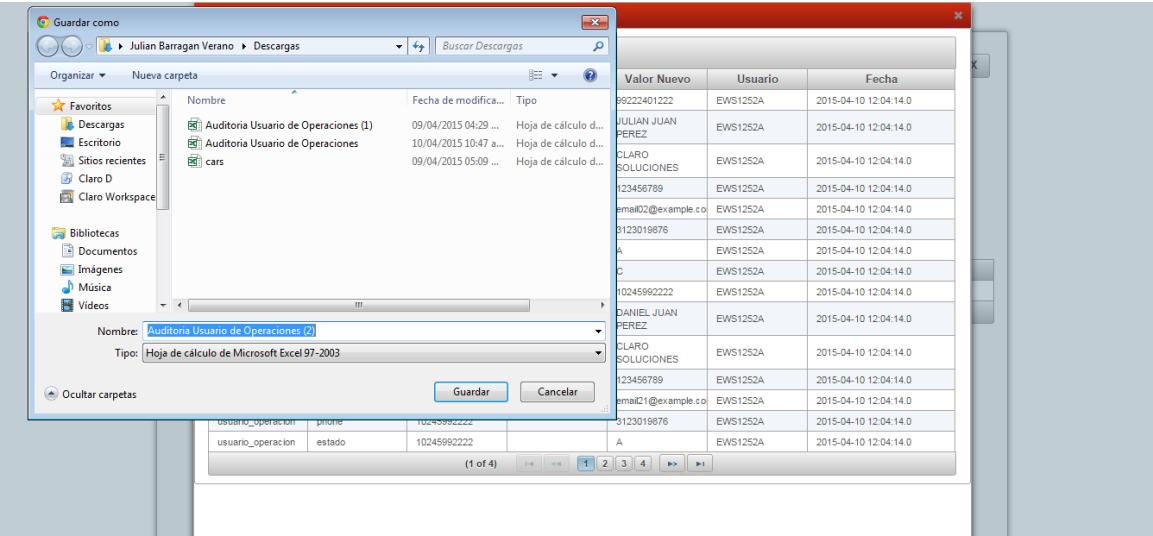 Guardar como
Julian Barragan Verano ▸ Descargas
Buscar Descargas
Organizar
Nueva carpeta
Favoritos
Descargas
Escritorio
Sitios recientes
Claro D
Claro Workspace
Bibliotecas
Documentos
Imágenes
Música
Vídeos
Nombre Fecha de modifica... Tipo
Auditoria Usuario de Operaciones (1) 09/04/2015 04:29 ... Hoja de cálculo d...
Auditoria Usuario de Operaciones 10/04/2015 10:47 a... Hoja de cálculo d...
cars 09/04/2015 05:09 ... Hoja de cálculo d...
Nombre: Auditoria Usuario de Operaciones (2)
Tipo: Hoja de cálculo de Microsoft Excel 97-2003
Ocultar carpetas
Guardar
Cancelar
X
Valor Nuevo Usuario Fecha
99222401222 EWS1252A 2015-04-10 12:04:14.0
JULIAN JUAN
PEREZ EWS1252A 2015-04-10 12:04:14.0
CLARO
SOLUCIONES EWS1252A 2015-04-10 12:04:14.0
123456789 EWS1252A 2015-04-10 12:04:14.0
email02@example.co EWS1252A 2015-04-10 12:04:14.0
3123019876 EWS1252A 2015-04-10 12:04:14.0
A EWS1252A 2015-04-10 12:04:14.0
C EWS1252A 2015-04-10 12:04:14.0
10245992222 EWS1252A 2015-04-10 12:04:14.0
DANIEL JUAN
PEREZ EWS1252A 2015-04-10 12:04:14.0
CLARO
SOLUCIONES EWS1252A 2015-04-10 12:04:14.0
123456789 EWS1252A 2015-04-10 12:04:14.0
email21@example.co EWS1252A 2015-04-10 12:04:14.0
usuario_operacion phone 10245992222 3123019876 EWS1252A 2015-04-10 12:04:14.0
usuario_operacion estado 10245992222 A EWS1252A 2015-04-10 12:04:14.0
(1 of 4) 1 2 3 4